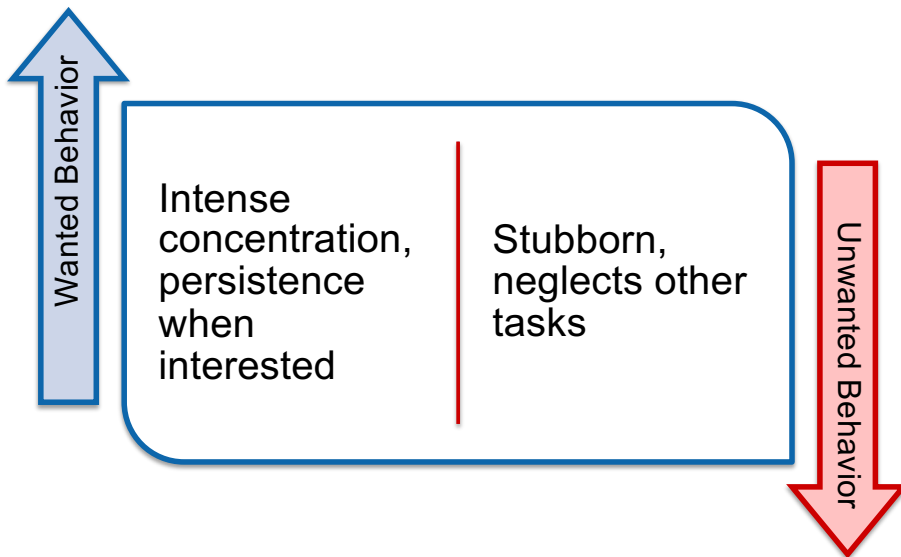 Wanted Behavior
Intense
concentration,
persistence
when
interested
Stubborn,
neglects other
tasks
Unwanted Behavior